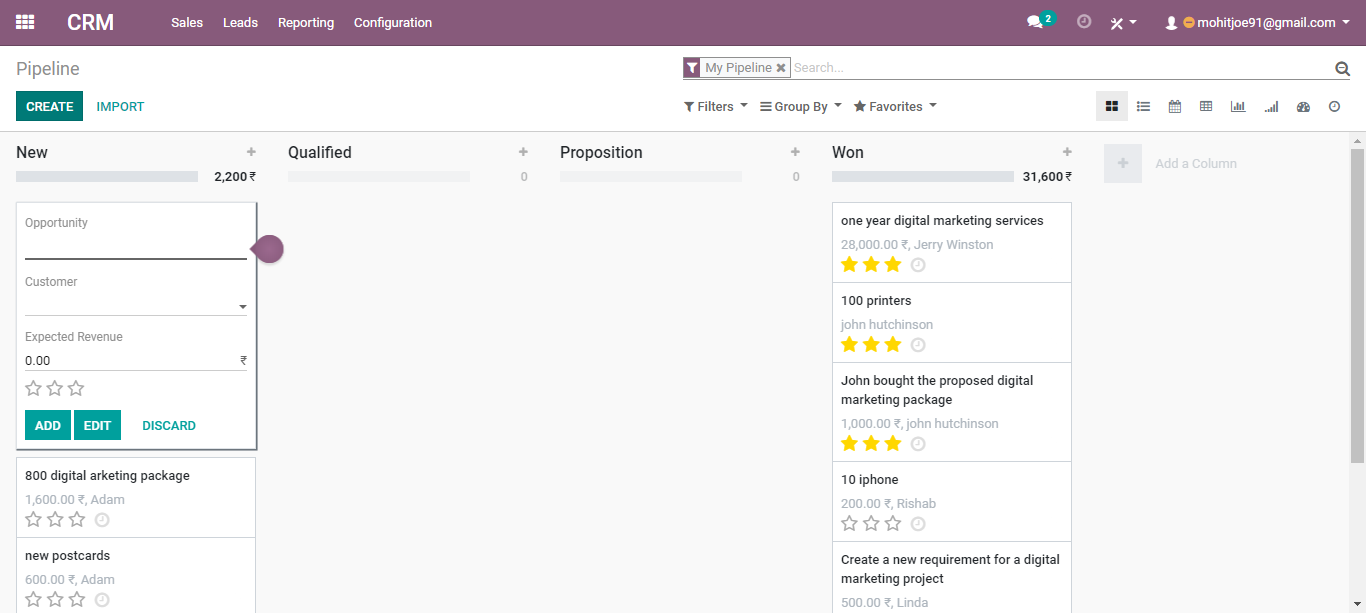 CRM Sales Leads Reporting Configuration 2 mohitjoe91@gmail.com
Pipeline My Pipeline Search...
CREATE IMPORT Filters Group By Favorites
New
2,200 ₹
Opportunity
Customer
Expected Revenue
0.00 ₹
ADD EDIT DISCARD
800 digital arketing package
1,600.00 ₹, Adam
new postcards
600.00 ₹, Adam
Qualified
0
Proposition
0
Won
31,600 ₹
one year digital marketing services
28,000.00 ₹, Jerry Winston
100 printers
john hutchinson
John bought the proposed digital
marketing package
1,000.00 ₹, john hutchinson
10 iphone
200.00 ₹, Rishab
Create a new requirement for a digital
marketing project
500.00 ₹, Linda
Add a Column